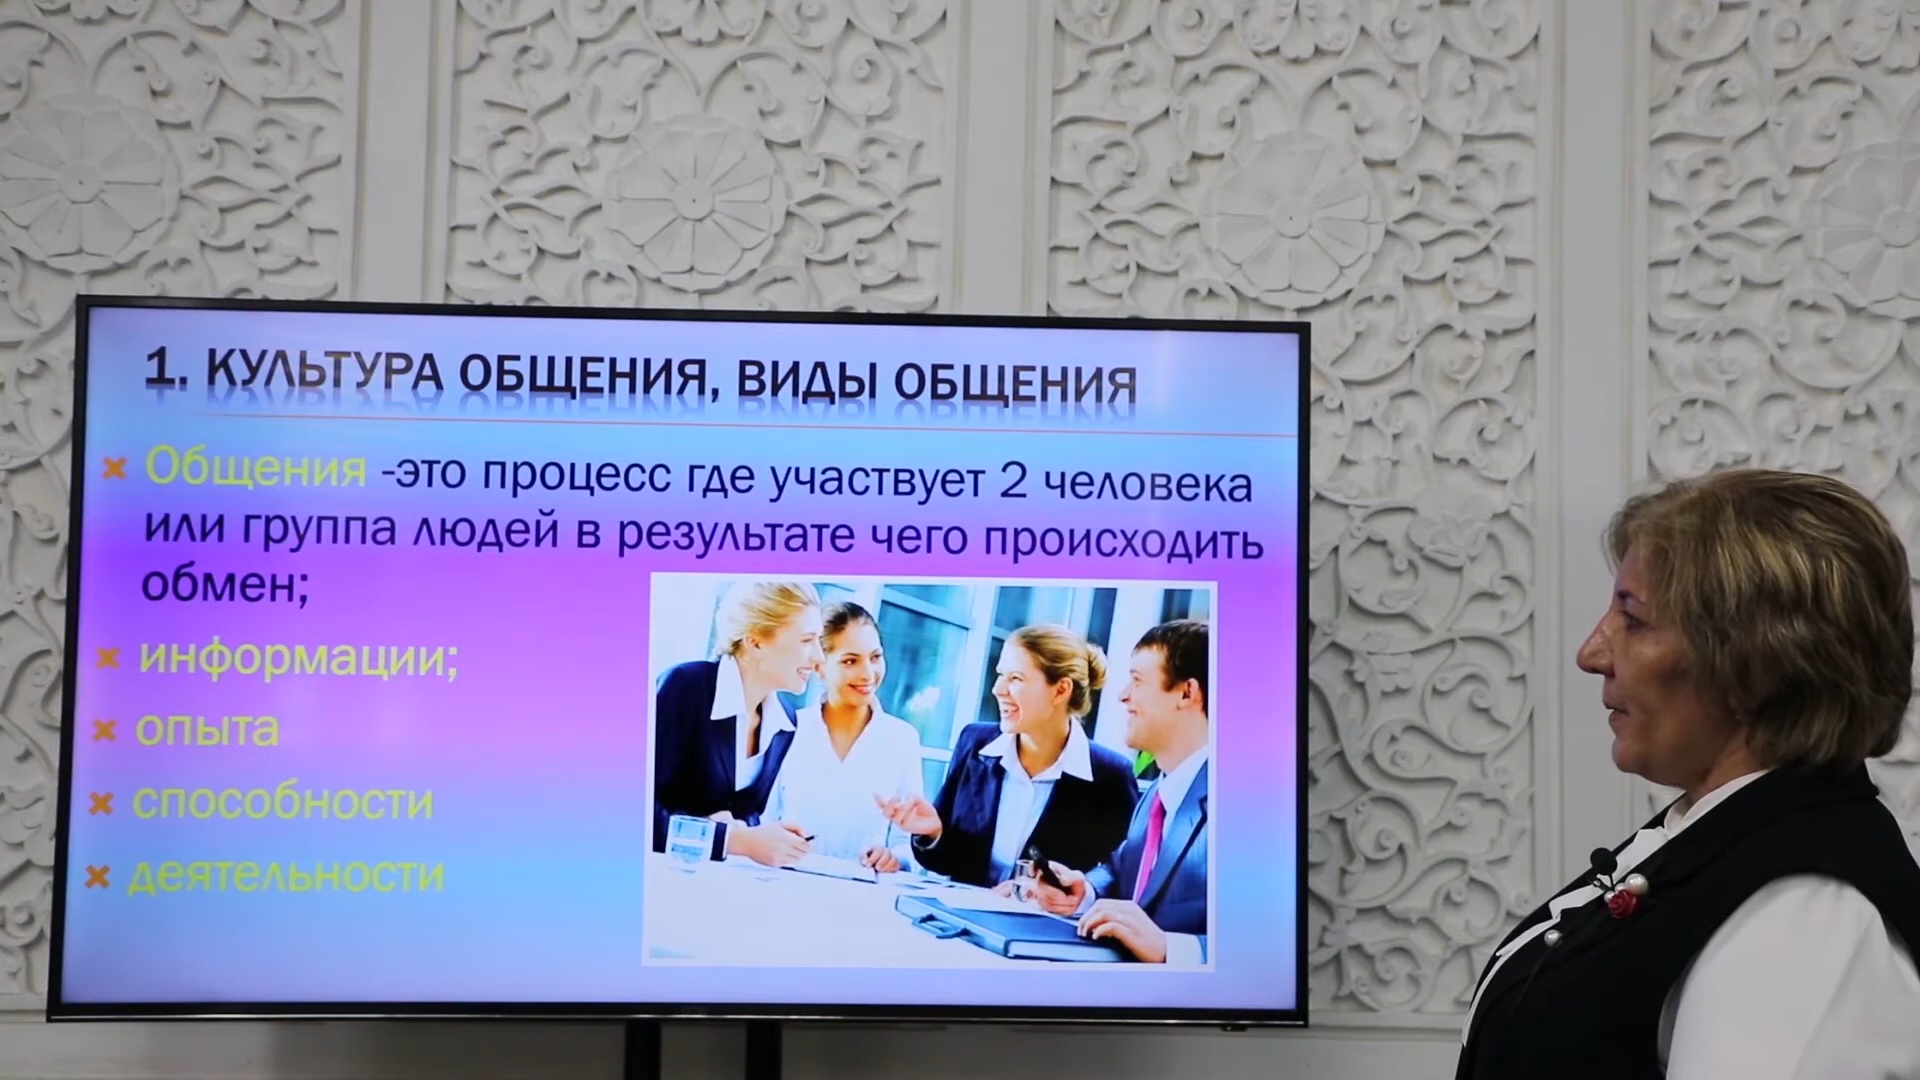 1. КУЛЬТУРА ОБЩЕНИЯ, ВИДЫ ОБЩЕНИЯ
Общения -это процесс где участвует 2 человека
или группа людей в результате чего происходить
обмен;
информации;
опыта
способности
деятельности